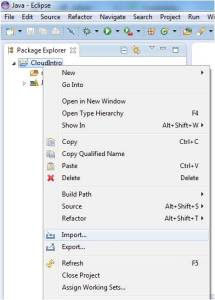 Java - Eclipse
File Edit Source Refactor Navigate Search Project Run
Package Explorer
CloudIntro
New
Go Into
Open in New Window
Open Type Hierarchy F4
Show In Alt+Shift+W
Copy Ctrl+C
Copy Qualified Name
Paste Ctrl+V
Delete Delete
Build Path
Source Alt+Shift+S
Refactor Alt+Shift+T
Import...
Export...
Refresh F5
Close Project
Assign Working Sets...